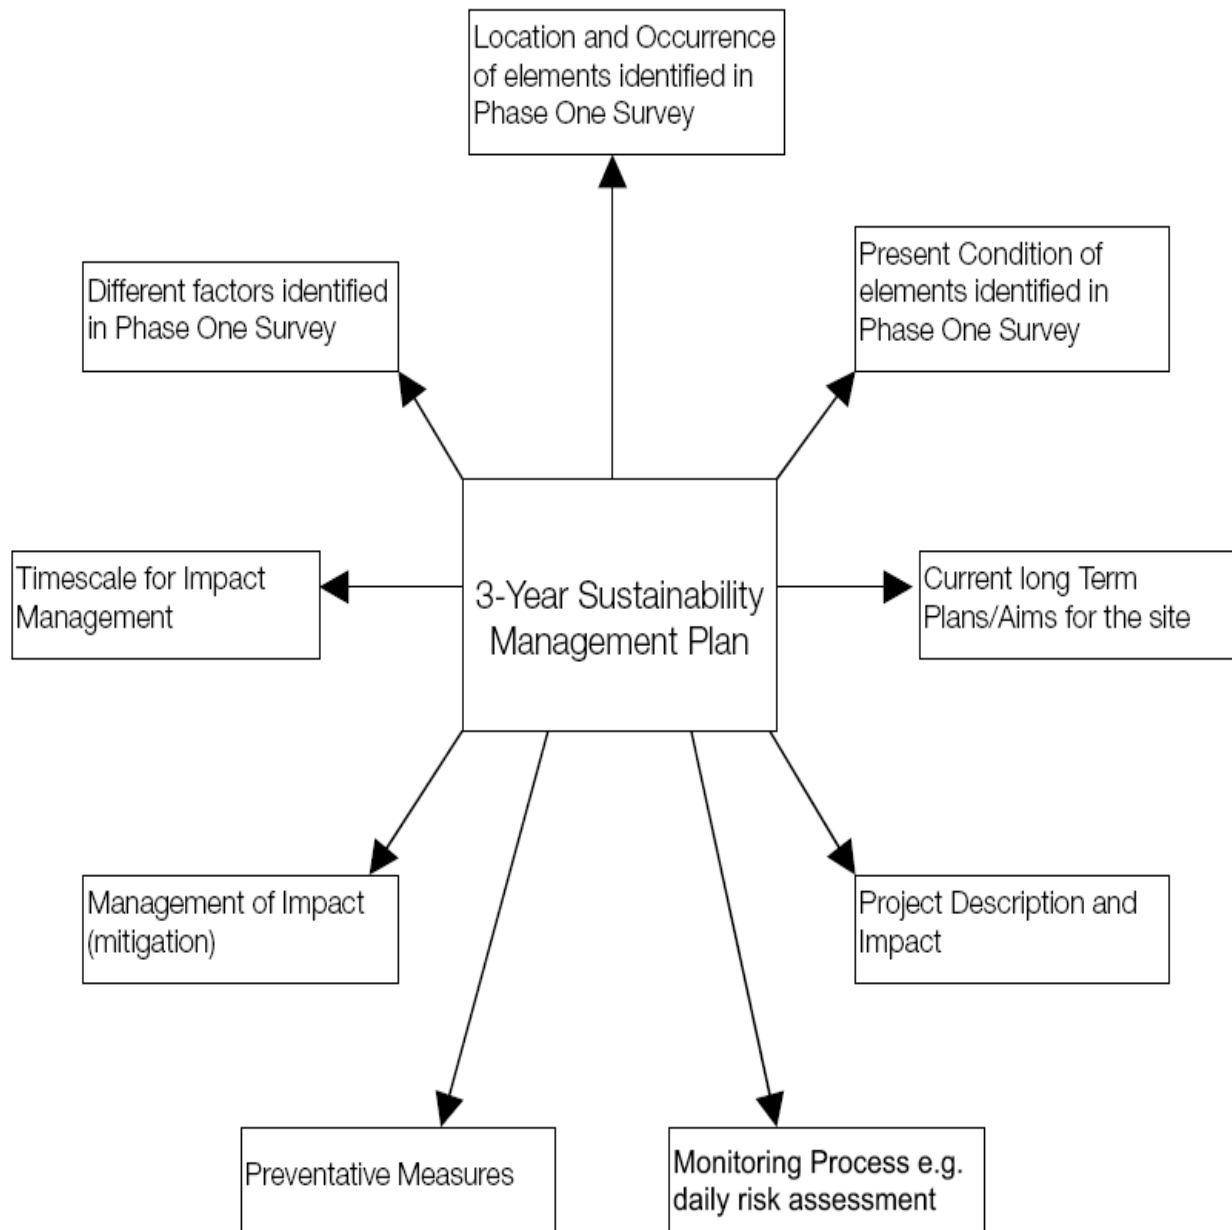 Location and Occurrence
of elements identified in
Phase One Survey
Different factors identified
in Phase One Survey
Present Condition of
elements identified in
Phase One Survey
Timescale for Impact
Management
3-Year Sustainability
Management Plan
Current long Term
Plans/Aims for the site
Management of Impact
(mitigation)
Project Description and
Impact
Preventative Measures
Monitoring Process e.g.
daily risk assessment